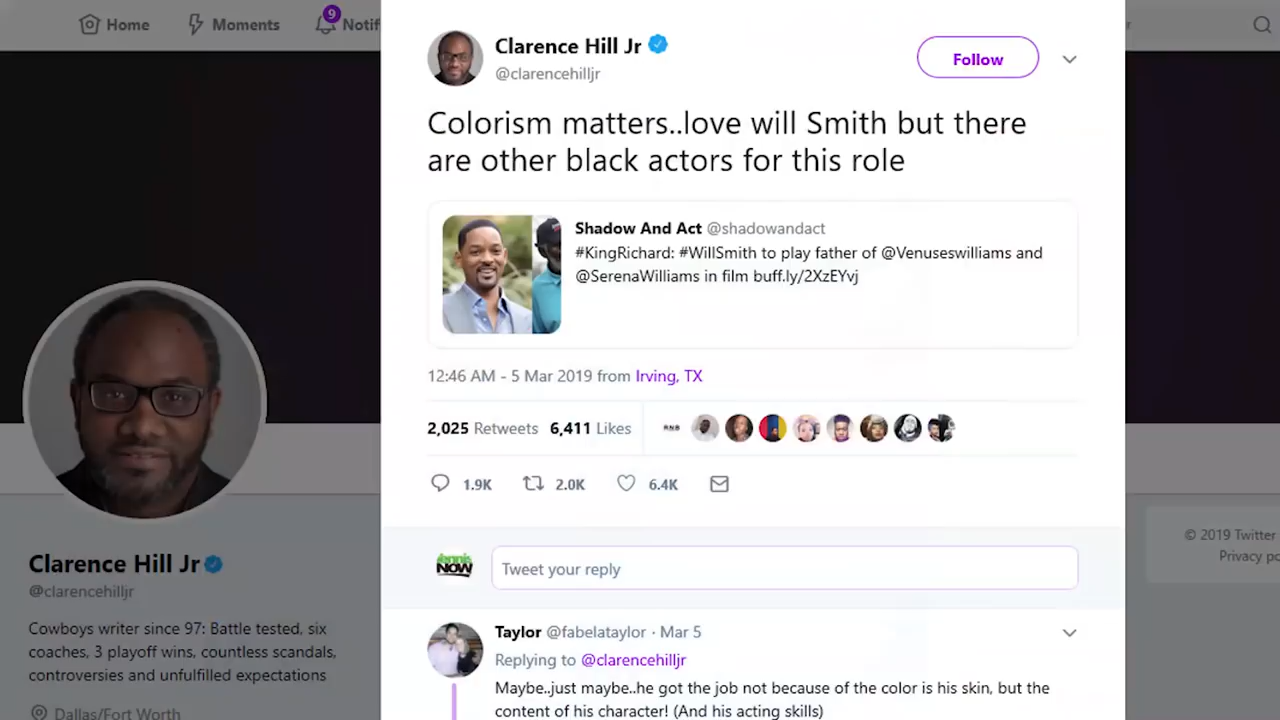 Home
Moments
9
Notif
Clarence Hill Jr
@clarencehilljr
Follow
Colorism matters..love will Smith but there
are other black actors for this role
Shadow And Act @shadowandact
#KingRichard: #WillSmith to play father of @Venuseswilliams and
@SerenaWilliams in film buff.ly/2XzEYvj
12:46 AM - 5 Mar 2019 from Irving, TX
2,025 Retweets 6,411 Likes
RNB
1.9K 2.0K 6.4K
NOW
Tweet your reply
Taylor @fabelataylor · Mar 5
Replying to @clarencehilljr
Maybe..just maybe..he got the job not because of the color is his skin, but the
content of his character! (And his acting skills)
Clarence Hill Jr
@clarencehilljr
Cowboys writer since 97: Battle tested, six
coaches, 3 playoff wins, countless scandals,
controversies and unfulfilled expectations
Dallas/Fort Worth
© 2019 Twitter
Privacy po